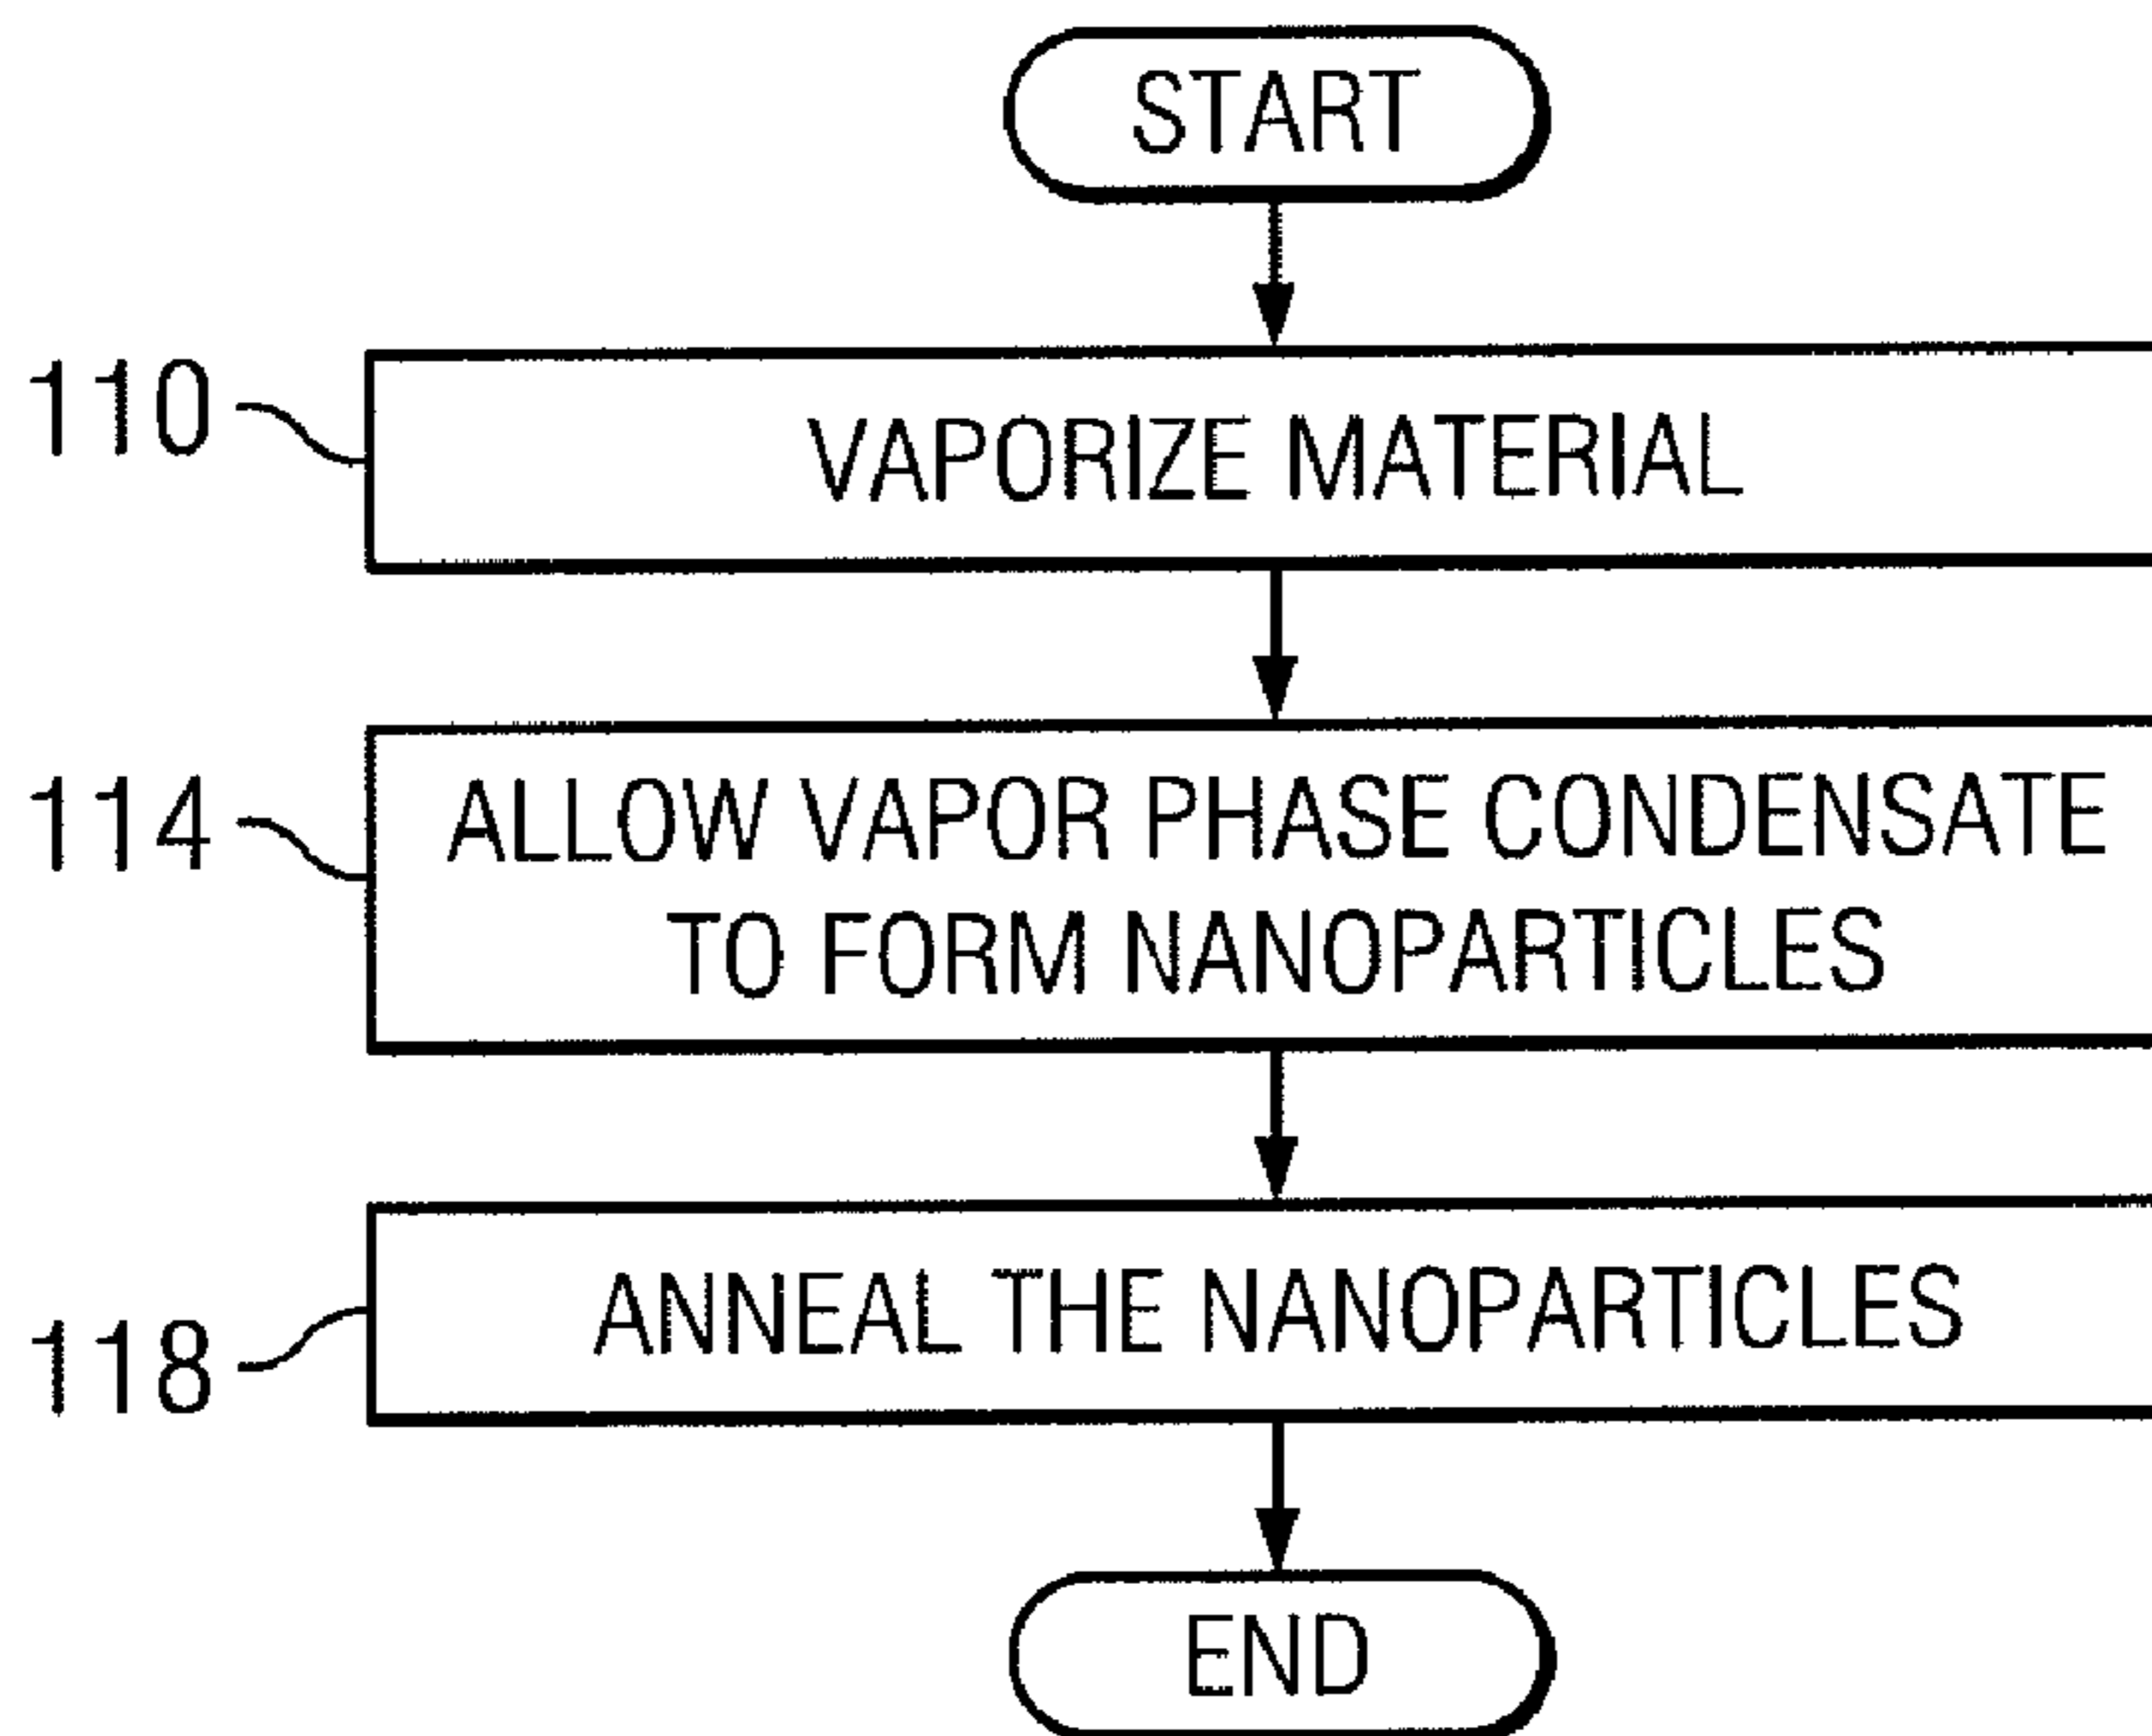 START
110
VAPORIZE MATERIAL
114
ALLOW VAPOR PHASE CONDENSATE
TO FORM NANOPARTICLES
118
ANNEAL THE NANOPARTICLES
END